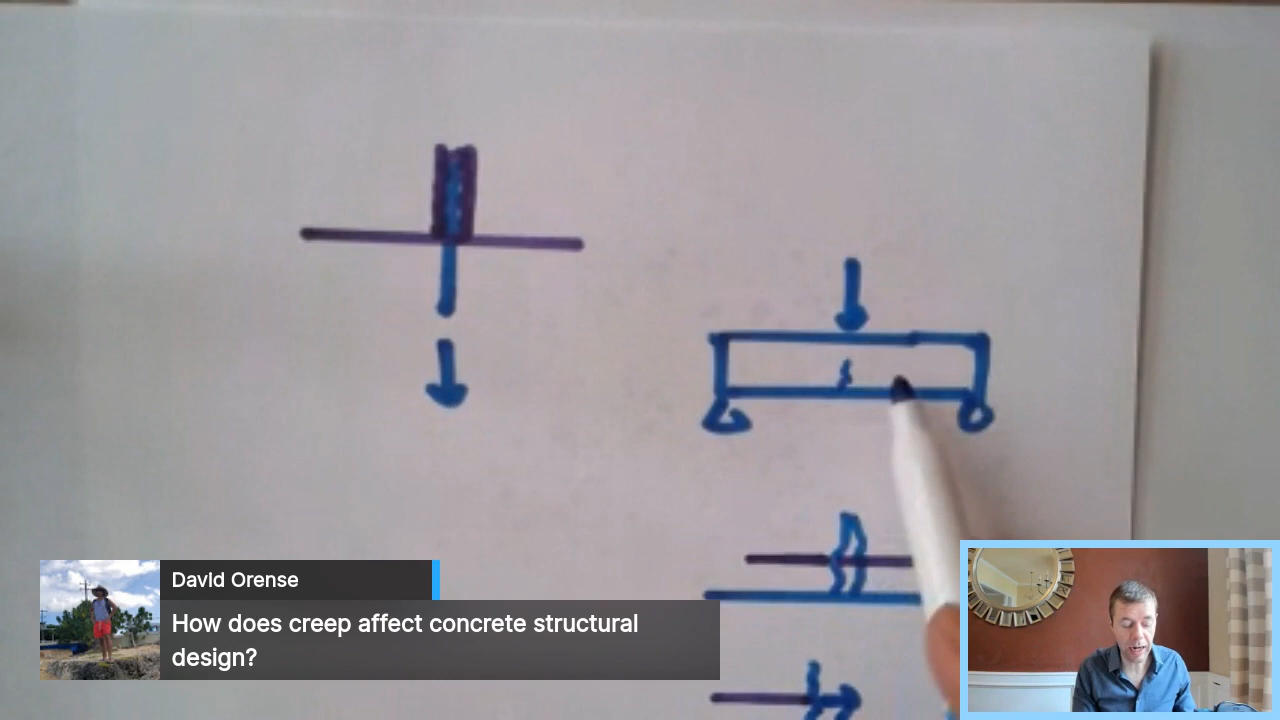 David Orense
How does creep affect concrete structural
design?